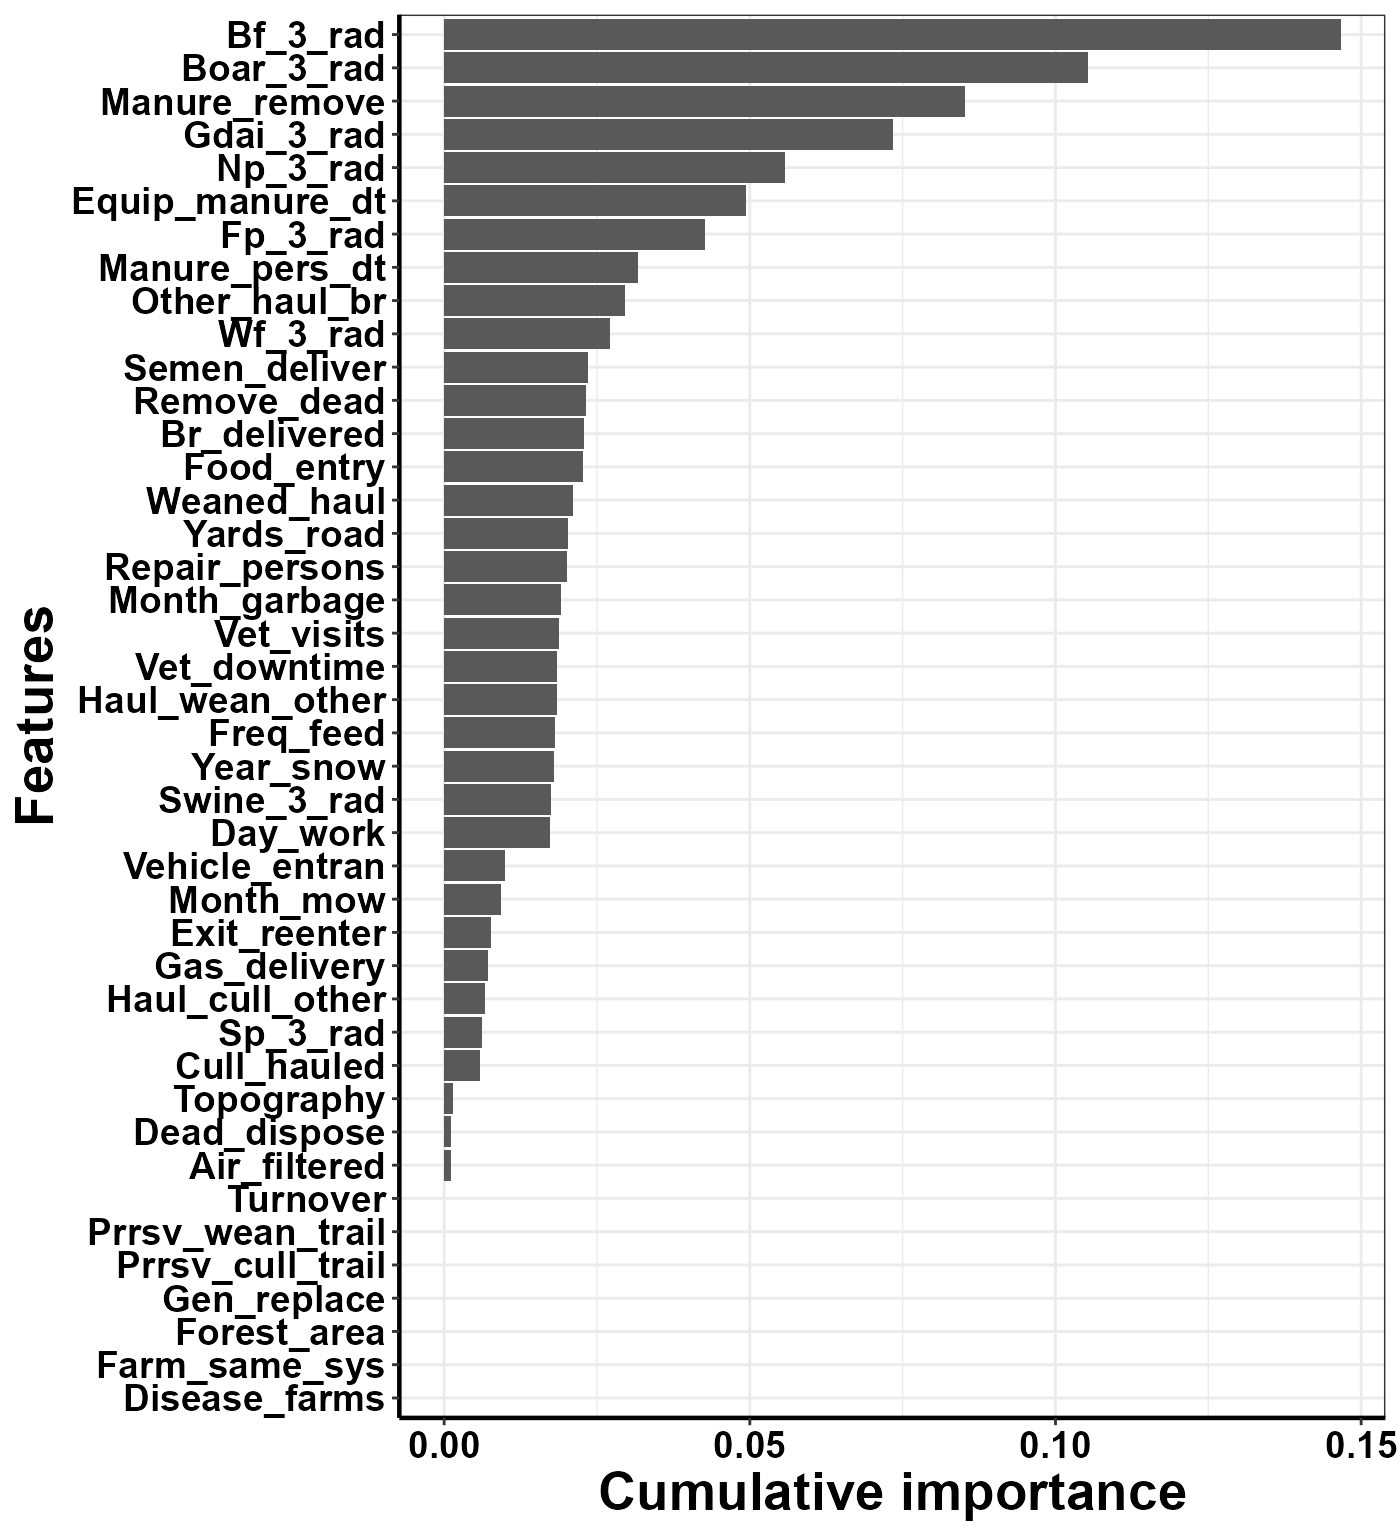 Features
Bf_3_rad
Boar_3_rad
Manure_remove
Gdai_3_rad
Np_3_rad
Equip_manure_dt
Fp_3_rad
Manure_pers_dt
Other_haul_br
Wf_3_rad
Semen_deliver
Remove_dead
Br_delivered
Food_entry
Weaned_haul
Yards_road
Repair_persons
Month_garbage
Vet_visits
Vet_downtime
Haul_wean_other
Freq_feed
Year_snow
Swine_3_rad
Day_work
Vehicle_entran
Month_mow
Exit_reenter
Gas_delivery
Haul_cull_other
Sp_3_rad
Cull_hauled
Topography
Dead_dispose
Air_filtered
Turnover
Prrsv_wean_trail
Prrsv_cull_trail
Gen_replace
Forest_area
Farm_same_sys
Disease_farms
0.00 0.05 0.10 0.15
Cumulative importance